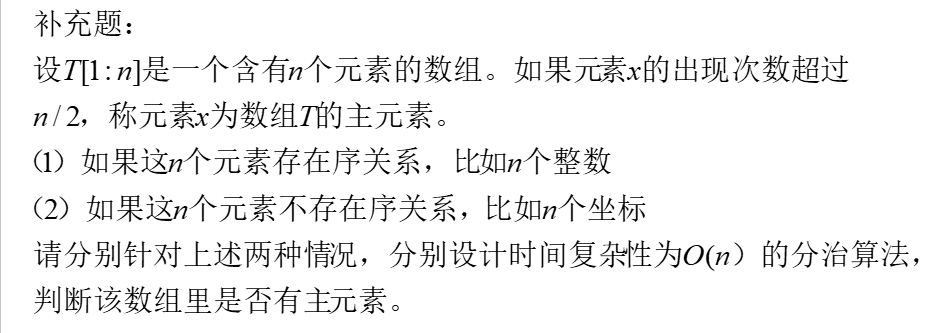 补充题：
设T[1:n]是一个含有n个元素的数组。如果元素x的出现次数超过
n/2，称元素x为数组T的主元素。
（1）如果这n个元素存在序关系，比如n个整数
（2）如果这n个元素不存在序关系，比如n个坐标
请分别针对上述两种情况，分别设计时间复杂性为O(n）的分治算法，
判断该数组里是否有主元素。